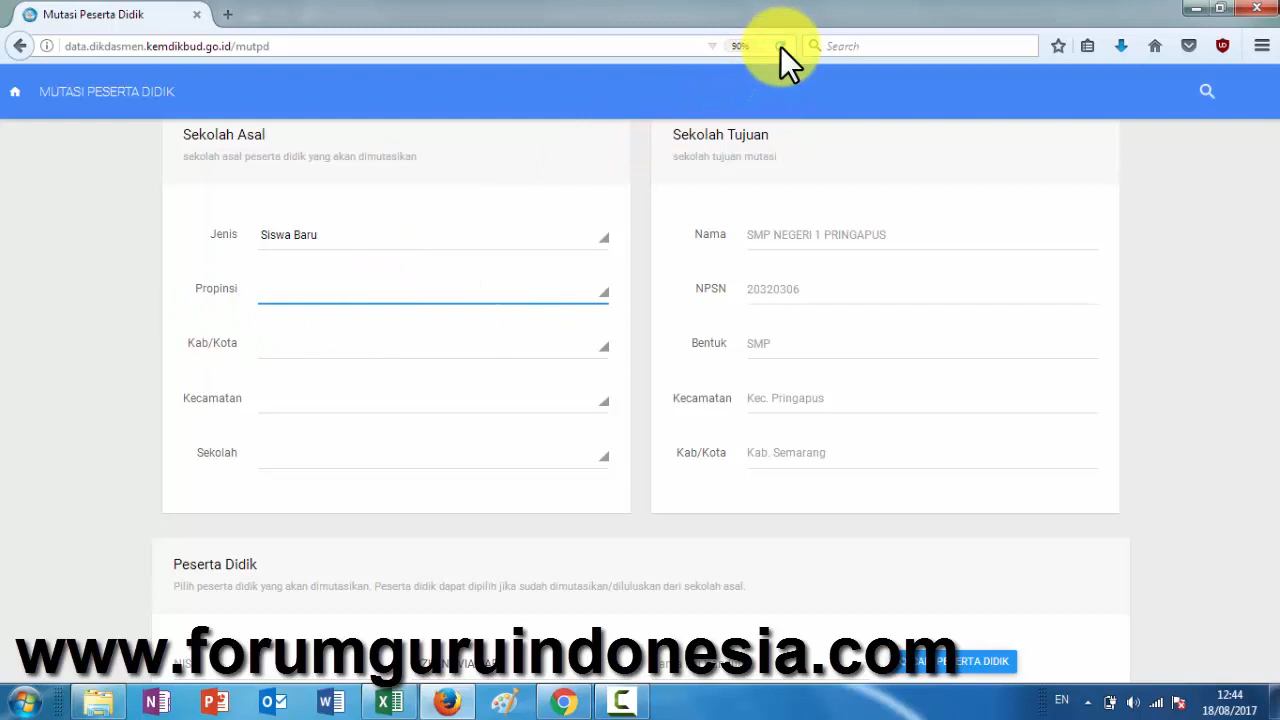 Mutasi Peserta Didik
data.dikdasmen.kemdikbud.go.id/mutpd
90%
Search
MUTASI PESERTA DIDIK
Sekolah Asal
sekolah asal peserta didik yang akan dimutasikan
Jenis
Siswa Baru
Propinsi
Kab/Kota
Kecamatan
Sekolah
Sekolah Tujuan
sekolah tujuan mutasi
Nama
SMP NEGERI 1 PRINGAPUS
NPSN
20320306
Bentuk
SMP
Kecamatan
Kec. Pringapus
Kab/Kota
Kab. Semarang
Peserta Didik
Pilih peserta didik yang akan dimutasikan. Peserta didik dapat dipilih jika sudah dimutasikan/diluluskan dari sekolah asal.
PESERTA DIDIK
www.forumguruindonesia.com
EN
12:44
18/08/2017